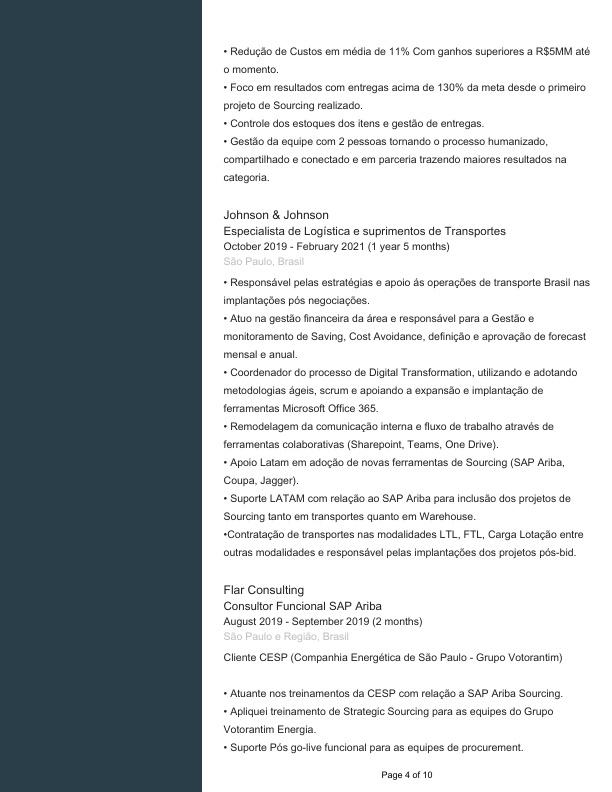 • Redução de Custos em média de 11% Com ganhos superiores a R$5MM até
o momento.
• Foco em resultados com entregas acima de 130% da meta desde o primeiro
projeto de Sourcing realizado.
• Controle dos estoques dos itens e gestão de entregas.
• Gestão da equipe com 2 pessoas tornando o processo humanizado,
compartilhado e conectado e em parceria trazendo maiores resultados na
categoria.
Johnson & Johnson
Especialista de Logística e suprimentos de Transportes
October 2019 - February 2021 (1 year 5 months)
São Paulo, Brasil
• Responsável pelas estratégias e apoio ás operações de transporte Brasil nas
implantações pós negociações.
• Atuo na gestão financeira da área e responsável para a Gestão e
monitoramento de Saving, Cost Avoidance, definição e aprovação de forecast
mensal e anual.
• Coordenador do processo de Digital Transformation, utilizando e adotando
metodologias ágeis, scrum e apoiando a expansão e implantação de
ferramentas Microsoft Office 365.
• Remodelagem da comunicação interna e fluxo de trabalho através de
ferramentas colaborativas (Sharepoint, Teams, One Drive).
• Apoio Latam em adoção de novas ferramentas de Sourcing (SAP Ariba,
Coupa, Jagger).
• Suporte LATAM com relação ao SAP Ariba para inclusão dos projetos de
Sourcing tanto em transportes quanto em Warehouse.
•Contratação de transportes nas modalidades LTL, FTL, Carga Lotação entre
outras modalidades e responsável pelas implantações dos projetos pós-bid.
Flar Consulting
Consultor Funcional SAP Ariba
August 2019 - September 2019 (2 months)
São Paulo e Região, Brasil
Cliente CESP (Companhia Energética de São Paulo - Grupo Votorantim)
• Atuante nos treinamentos da CESP com relação a SAP Ariba Sourcing.
• Apliquei treinamento de Strategic Sourcing para as equipes do Grupo
Votorantim Energia.
• Suporte Pós go-live funcional para as equipes de procurement.
Page 4 of 10